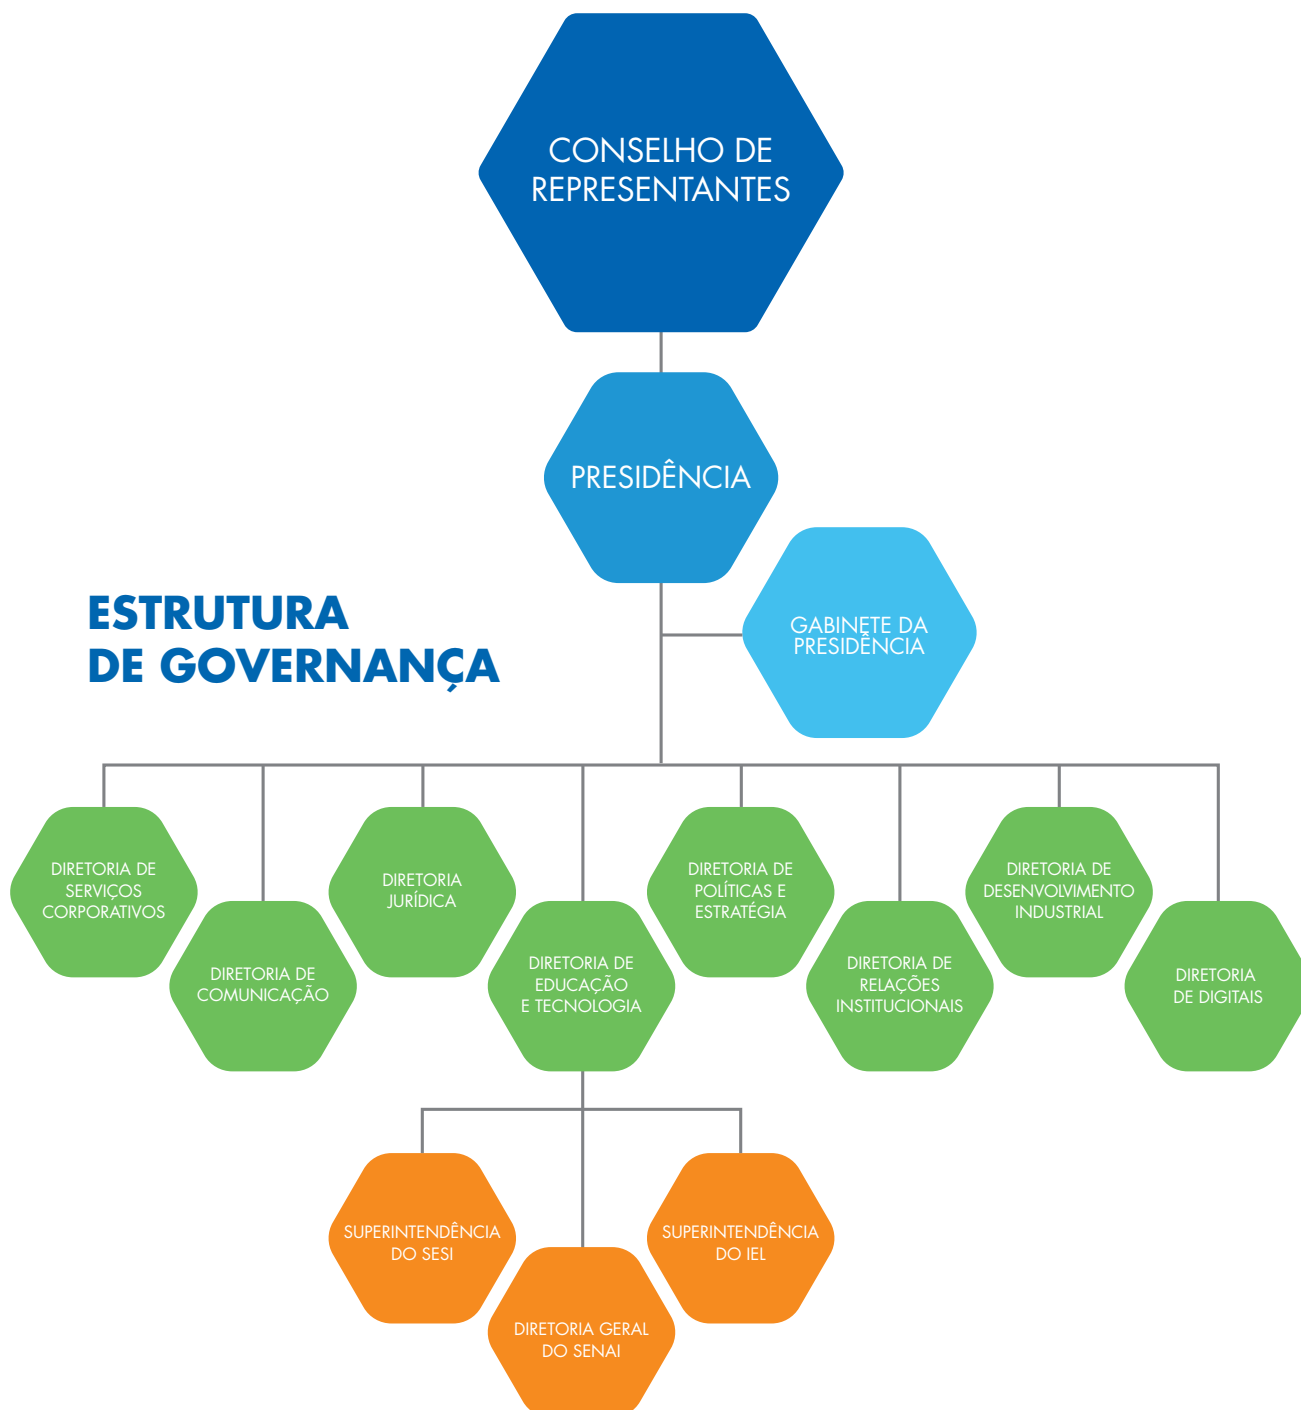 CONSELHO DE
REPRESENTANTES
PRESIDÊNCIA
GABINETE DA
PRESIDÊNCIA
ESTRUTURA
DE GOVERNANÇA
DIRETORIA DE
SERVIÇOS
CORPORATIVOS
DIRETORIA DE
COMUNICAÇÃO
DIRETORIA
JURÍDICA
DIRETORIA DE
EDUCAÇÃO
E TECNOLOGIA
DIRETORIA DE
POLÍTICAS E
ESTRATÉGIA
DIRETORIA DE
RELAÇÕES
INSTITUCIONAIS
DIRETORIA DE
DESENVOLVIMENTO
INDUSTRIAL
DIRETORIA
DE DIGITAIS
SUPERINTENDÊNCIA
DO SESI
DIRETORIA GERAL
DO SENAI
SUPERINTENDÊNCIA
DO IEL